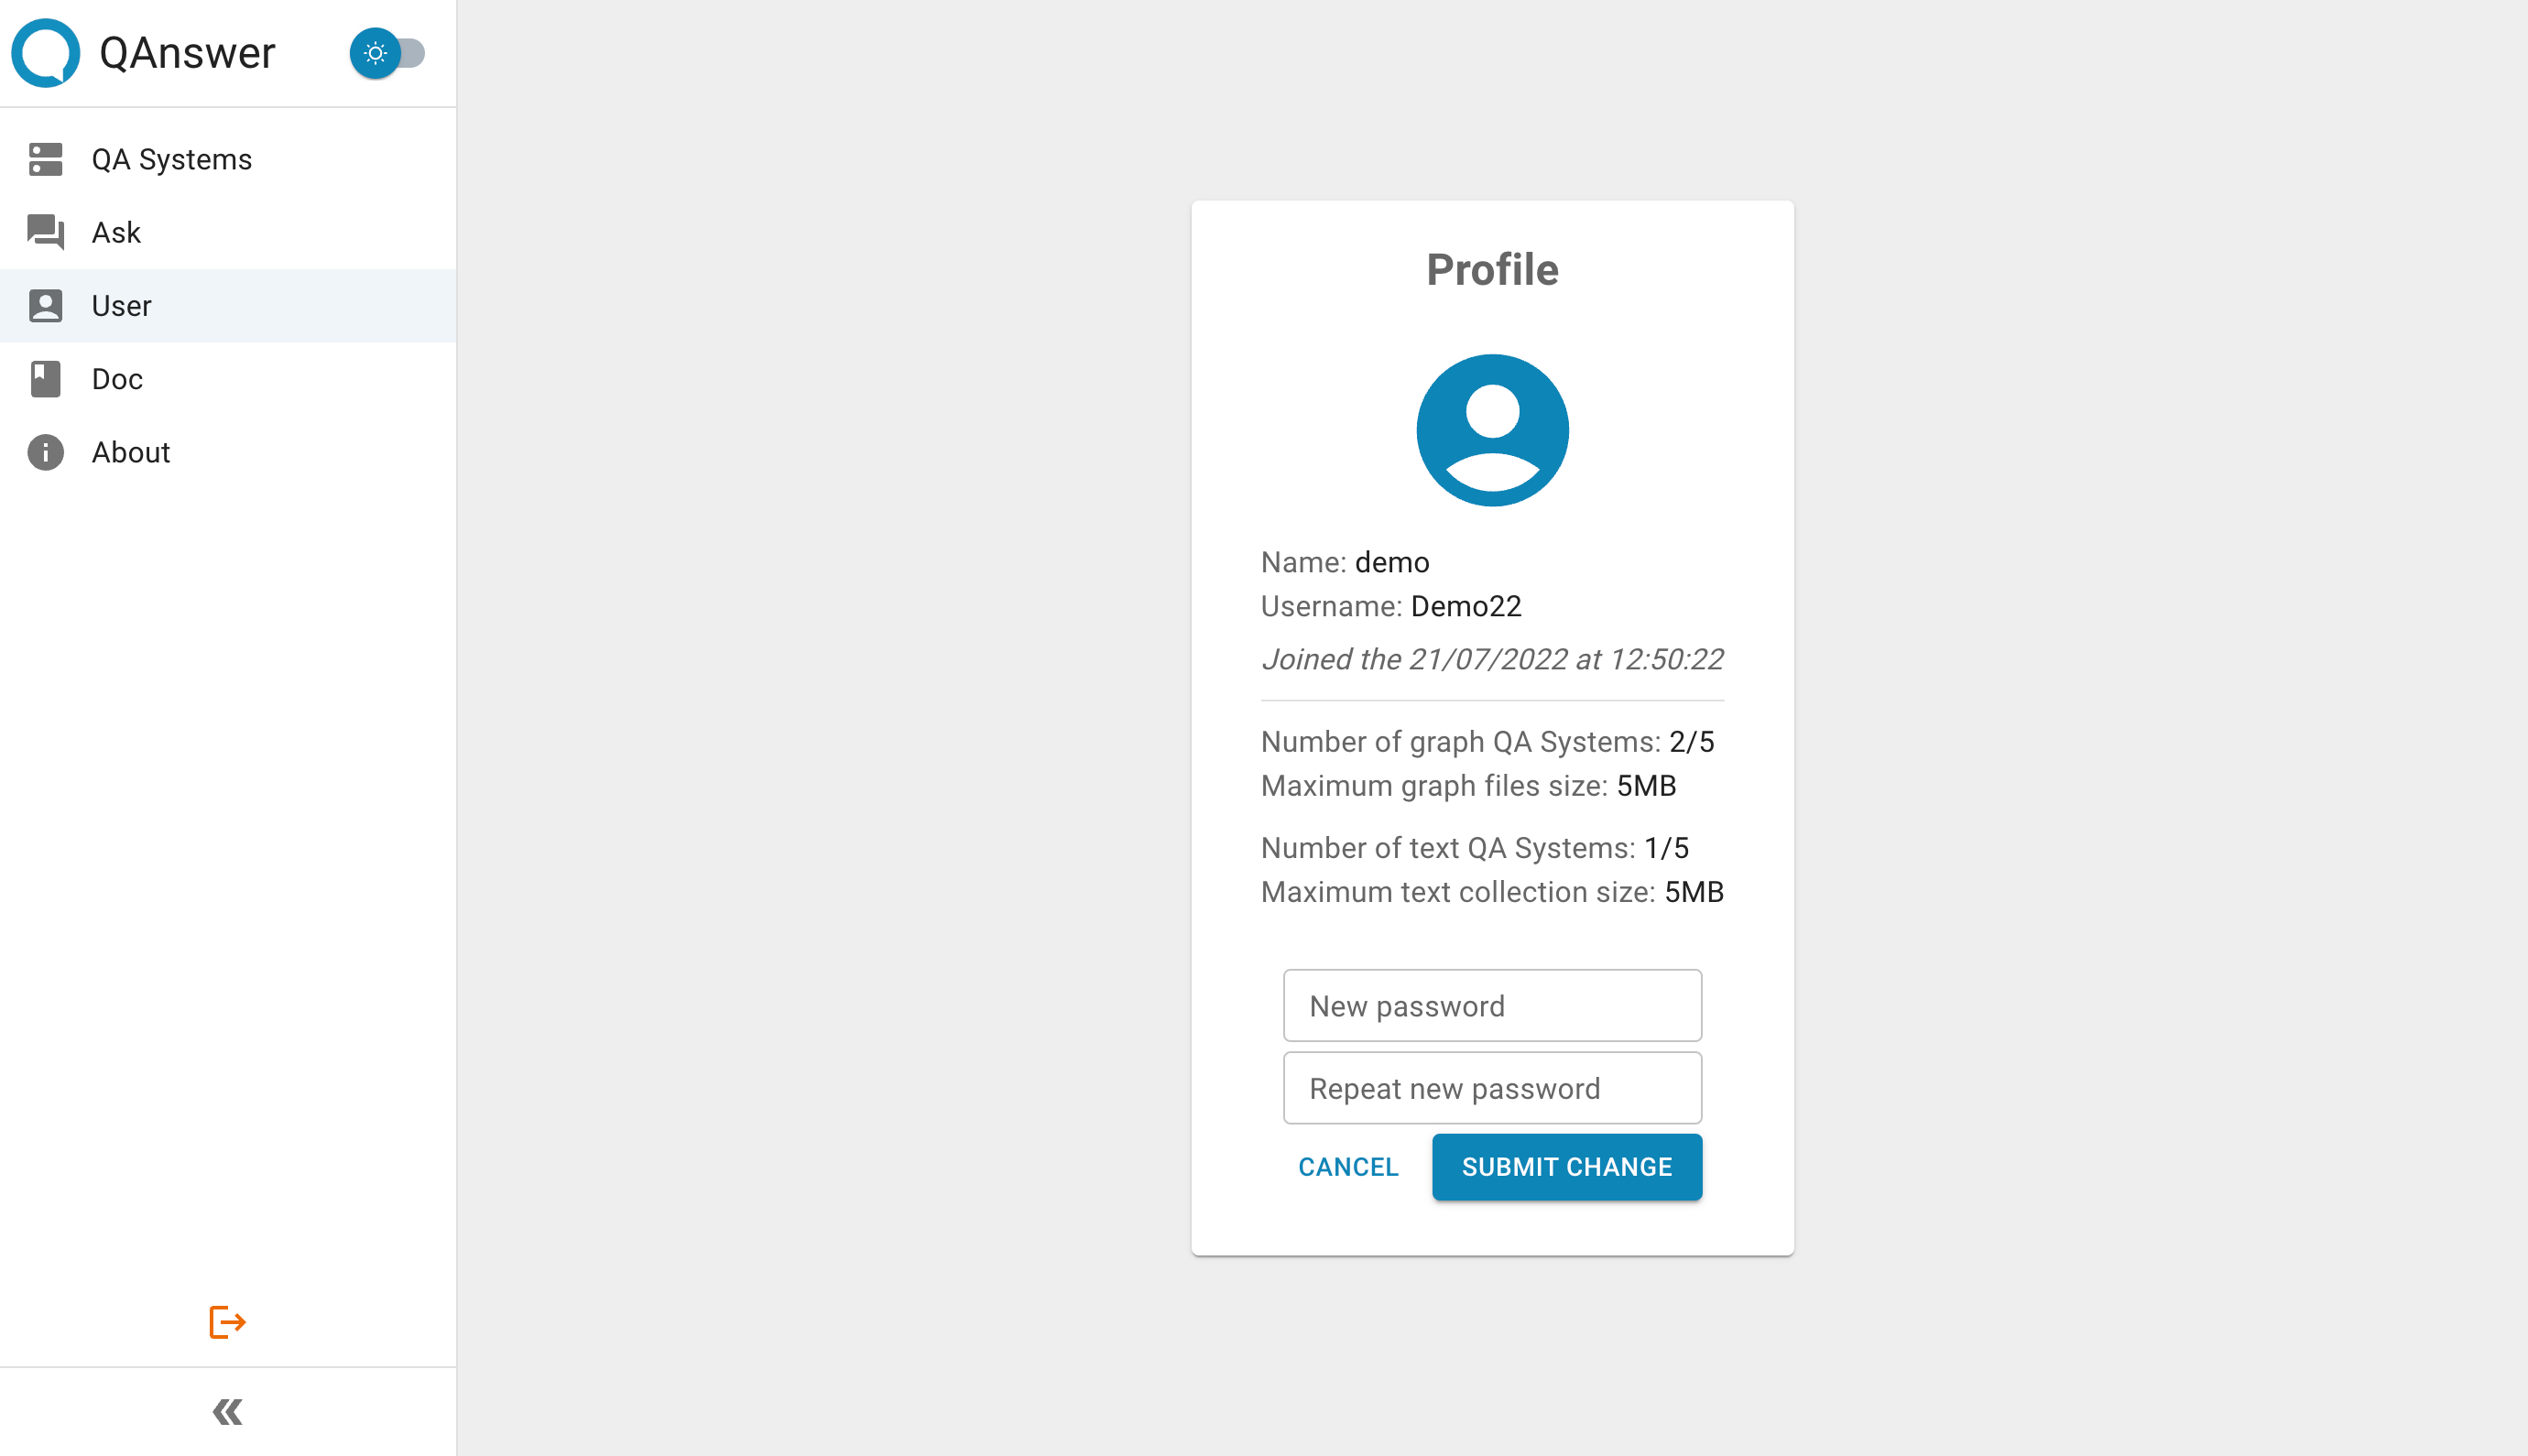 QAnswer
QA Systems
Ask
User
Doc
About
Profile
Name: demo
Username: Demo22
Joined the 21/07/2022 at 12:50:22
Number of graph QA Systems: 2/5
Maximum graph files size: 5MB
Number of text QA Systems: 1/5
Maximum text collection size: 5MB
New password
Repeat new password
CANCEL SUBMIT CHANGE